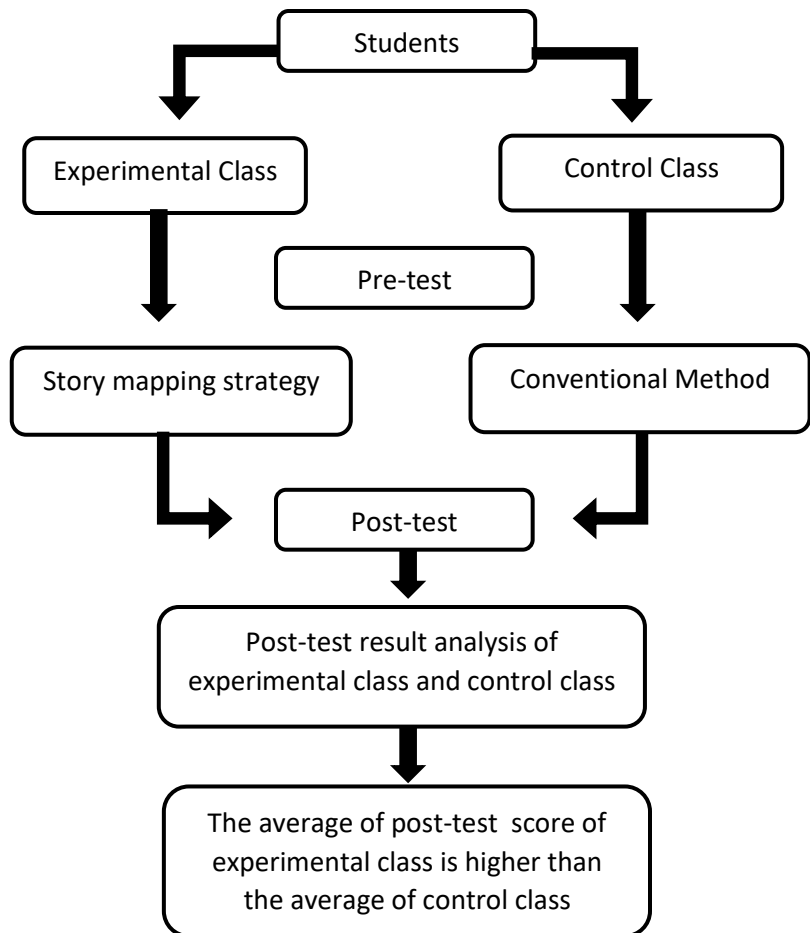 Students
Experimental Class
Control Class
Pre-test
Story mapping strategy
Conventional Method
Post-test
Post-test result analysis of
experimental class and control class
The average of post-test score of
experimental class is higher than
the average of control class